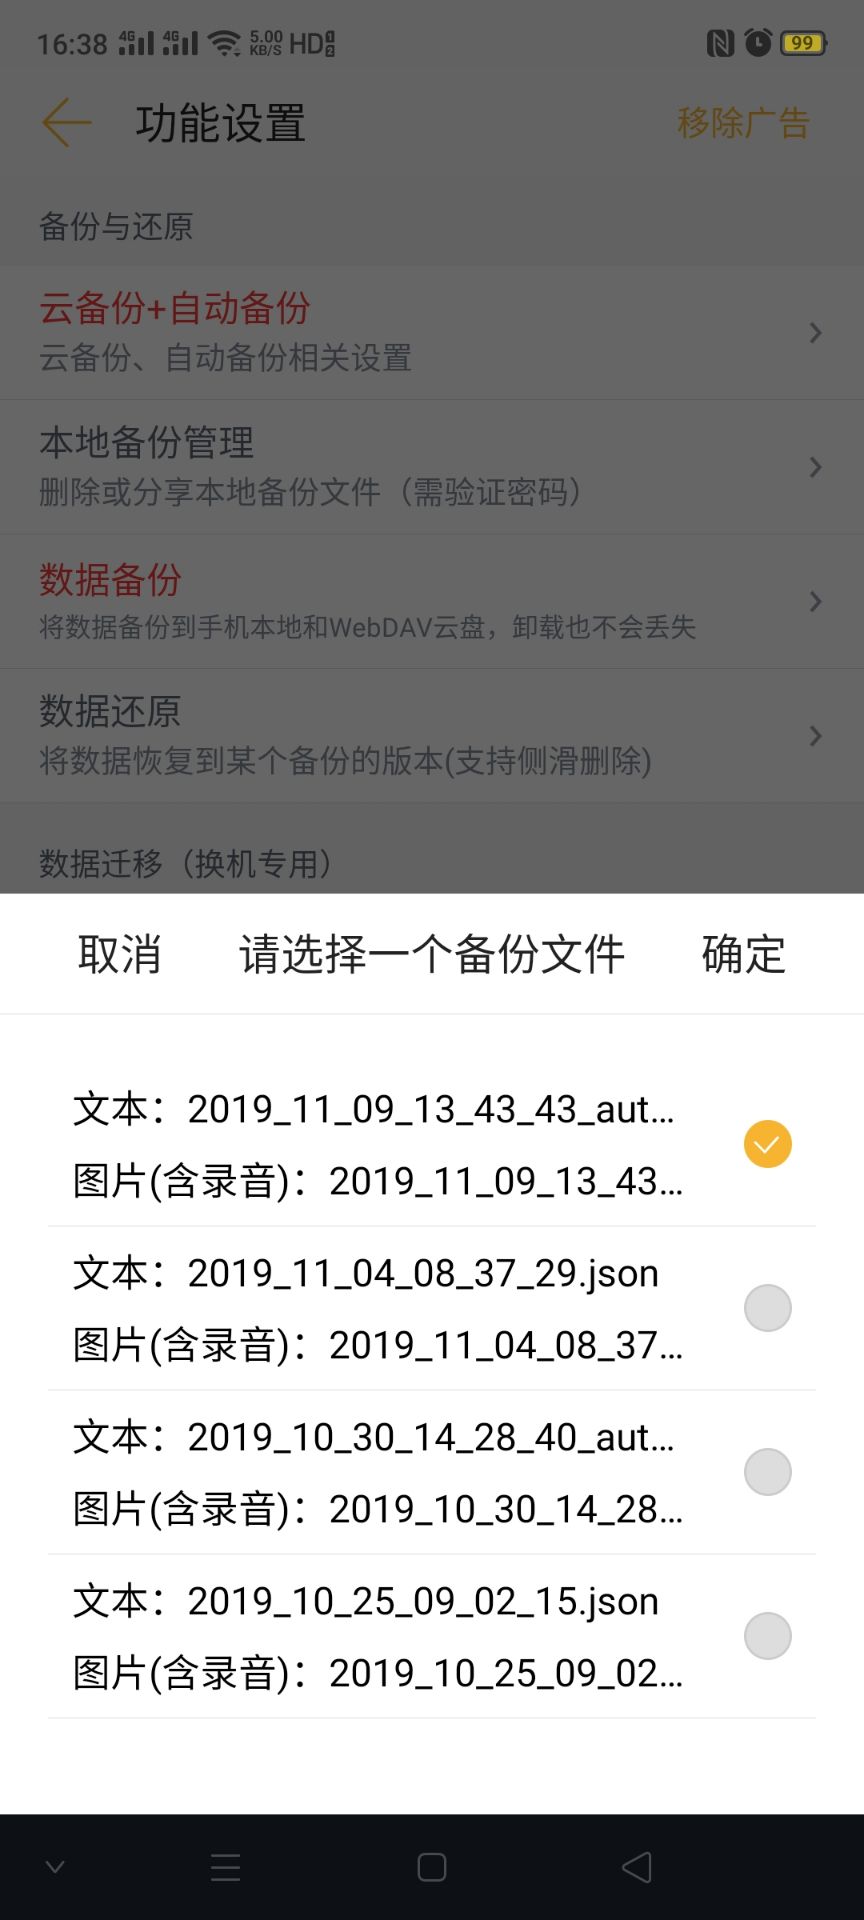 16:38 4G 4G 5.00 KB/S HD 1 2 99
功能设置 移除广告
备份与还原
云备份+自动备份
云备份、自动备份相关设置
本地备份管理
删除或分享本地备份文件（需验证密码）
数据备份
将数据备份到手机本地和WebDAV云盘，卸载也不会丢失
数据还原
将数据恢复到某个备份的版本(支持侧滑删除)
数据迁移（换机专用）
取消 请选择一个备份文件 确定
文本：2019_11_09_13_43_43_aut...
图片(含录音)：2019_11_09_13_43...
文本：2019_11_04_08_37_29.json
图片(含录音)：2019_11_04_08_37...
文本：2019_10_30_14_28_40_aut...
图片(含录音)：2019_10_30_14_28...
文本：2019_10_25_09_02_15.json
图片(含录音)：2019_10_25_09_02...